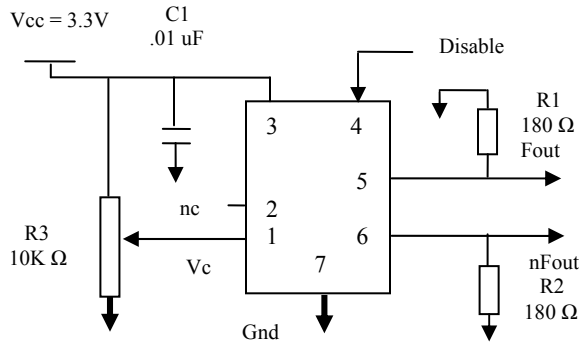 Vcc = 3.3V
C1
.01 uF
Disable
R1
180 Ω
Fout
3
4
5
2
nc
1
6
R3
10K Ω
Vc
7
nFout
R2
180 Ω
Gnd